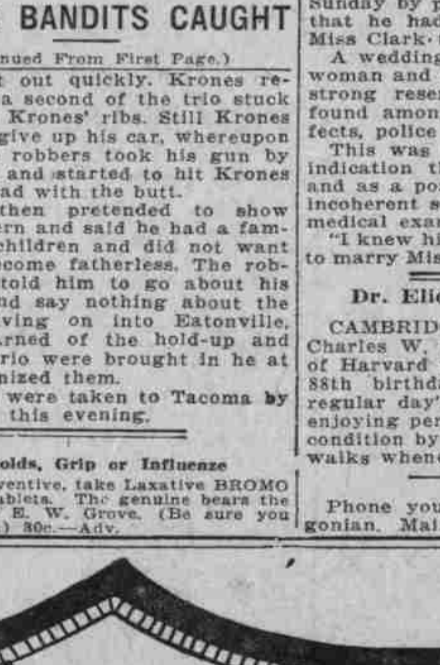 BANDITS CAUGHT
nued From First Page.)
t out quickly. Krones re-
a second of the trio stuck
Krones' ribs. Still Krones
give up his car, whereupon
robbers took his gun by
and started to hit Krones
ad with the butt.
then pretended to show
ern and said he had a fam-
children and did not want
come fatherless. The rob-
told him to go about his
nd say nothing about the
ving on into Eatonville,
arned of the hold-up and
rio were brought in he at
nized them.
were taken to Tacoma by
this evening.
olds, Grip or Influenze
ventive, take Laxative BROMO
ablets. The genuine bears the
E. W. Grove. (Be sure you
) 30c.—Adv.
Sunday by p
that he had
Miss Clark
A wedding
woman and
strong rese
found amon
fects, police
This was
indication t
and as a po
incoherent s
medical exa
"I knew hi
to marry Mis
Dr. Eli
CAMBRID
Charles W.
of Harvard
88th birthd
regular day'
enjoying per
condition by
walks when
Phone you
gonian. Mai